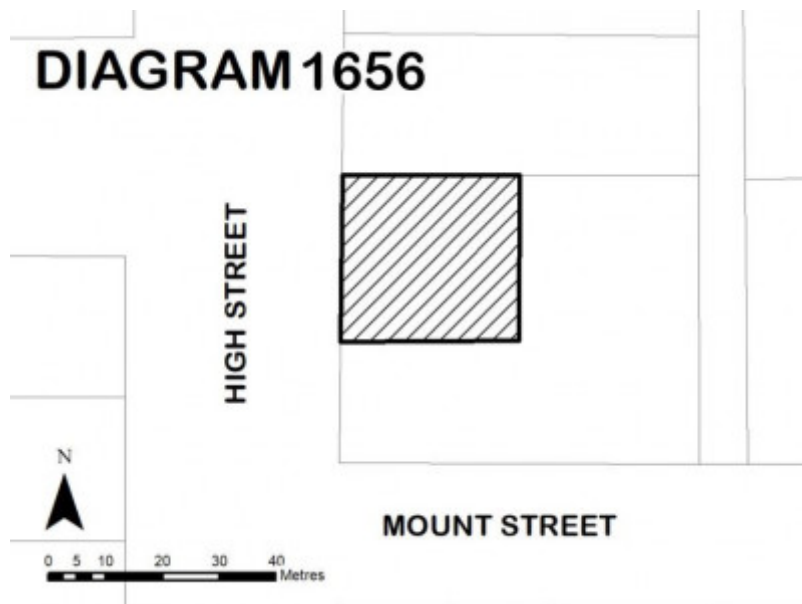 DIAGRAM 1656
HIGH STREET
N
0 5 10 20 30 40
Metres
MOUNT STREET